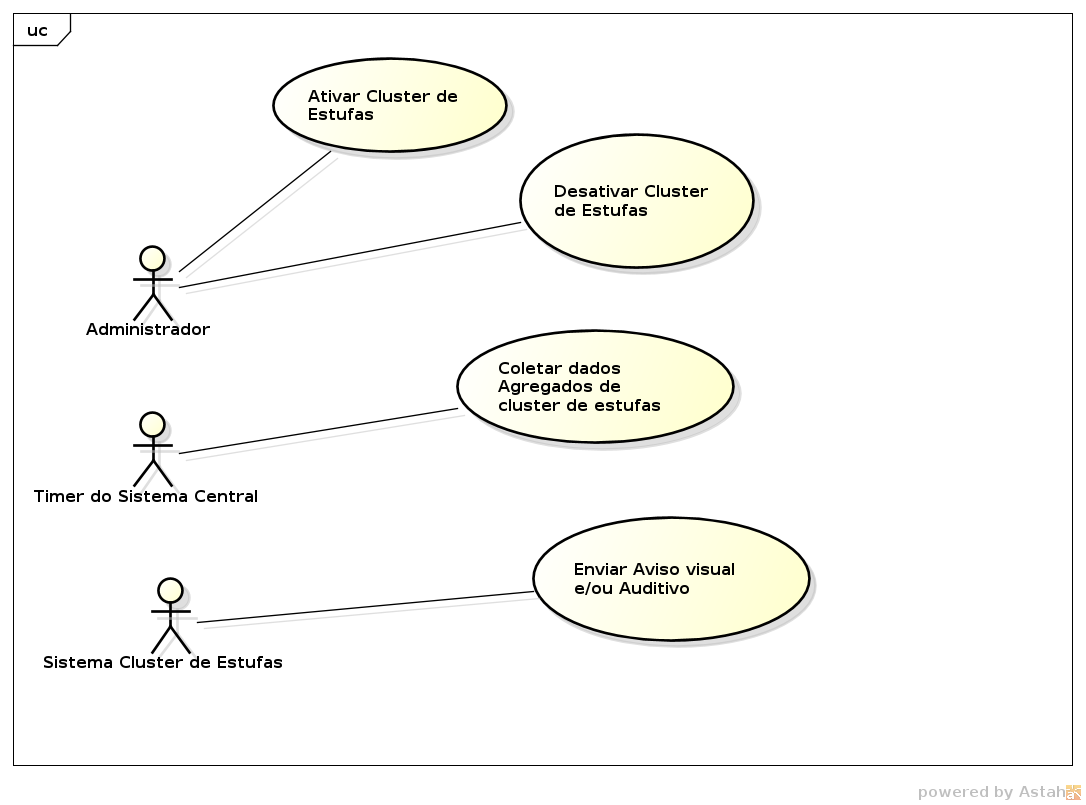 uc
Ativar Cluster de
Estufas
Desativar Cluster
de Estufas
Administrador
Coletar dados
Agregados de
cluster de estufas
Timer do Sistema Central
Enviar Aviso visual
e/ou Auditivo
Sistema Cluster de Estufas
powered by Astah